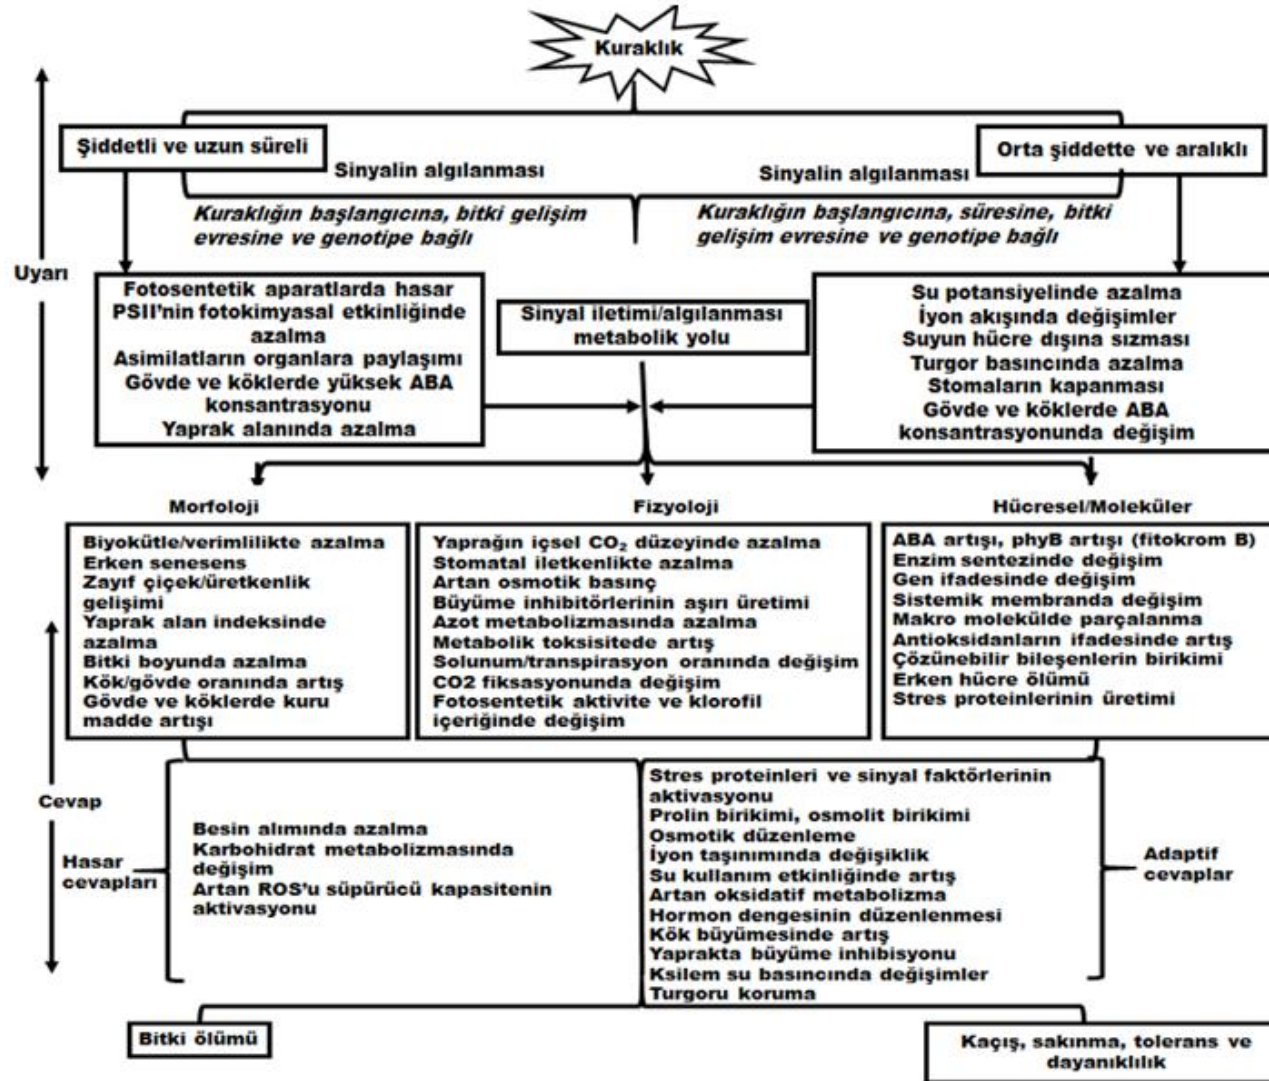 Kuraklık
Şiddetli ve uzun süreli
Orta şiddette ve aralıklı
Sinyalin algılanması
Sinyalin algılanması
Kuraklığın başlangıcına, bitki gelişim
evresine ve genotipe bağlı
Kuraklığın başlangıcına, süresine, bitki
gelişim evresine ve genotipe bağlı
Uyarı
Fotosentetik aparatlarda hasar
PSII’nin fotokimyasal etkinliğinde
azalma
Asimilatların organlara paylaşımı
Gövde ve köklerde yüksek ABA
konsantrasyonu
Yaprak alanında azalma
Sinyal iletimi/algılanması
metabolik yolu
Su potansiyelinde azalma
İyon akışında değişimler
Suyun hücre dışına sızması
Turgor basıncında azalma
Stomaların kapanması
Gövde ve köklerde ABA
konsantrasyonunda değişim
Morfoloji
Biyokütle/verimlilikte azalma
Erken senesens
Zayıf çiçek/üretkenlik
gelişimi
Yaprak alan indeksinde
azalma
Bitki boyunda azalma
Kök/gövde oranında artış
Gövde ve köklerde kuru
madde artışı
Fizyoloji
Yaprağın içsel CO₂ düzeyinde azalma
Stomatal iletkenlikte azalma
Artan osmotik basınç
Büyüme inhibitörlerinin aşırı üretimi
Azot metabolizmasında azalma
Metabolik toksisitede artış
Solunum/transpirasyon oranında değişim
CO2 fiksasyonunda değişim
Fotosentetik aktivite ve klorofil
içeriğinde değişim
Hücresel/Moleküler
ABA artışı, phyB artışı (fitokrom B)
Enzim sentezinde değişim
Gen ifadesinde değişim
Sistemik membranda değişim
Makro molekülde parçalanma
Antioksidanların ifadesinde artış
Çözünebilir bileşenlerin birikimi
Erken hücre ölümü
Stres proteinlerinin üretimi
Cevap
Hasar
cevapları
Besin alımında azalma
Karbohidrat metabolizmasında
değişim
Artan ROS’u süpürücü kapasitenin
aktivasyonu
Stres proteinleri ve sinyal faktörlerinin
aktivasyonu
Prolin birikimi, osmolit birikimi
Osmotik düzenleme
İyon taşınımında değişiklik
Su kullanım etkinliğinde artış
Artan oksidatif metabolizma
Hormon dengesinin düzenlenmesi
Kök büyümesinde artış
Yaprakta büyüme inhibisyonu
Ksilem su basıncında değişimler
Turgoru koruma
Adaptif
cevaplar
Bitki ölümü
Kaçış, sakınma, tolerans ve
dayanıklılık